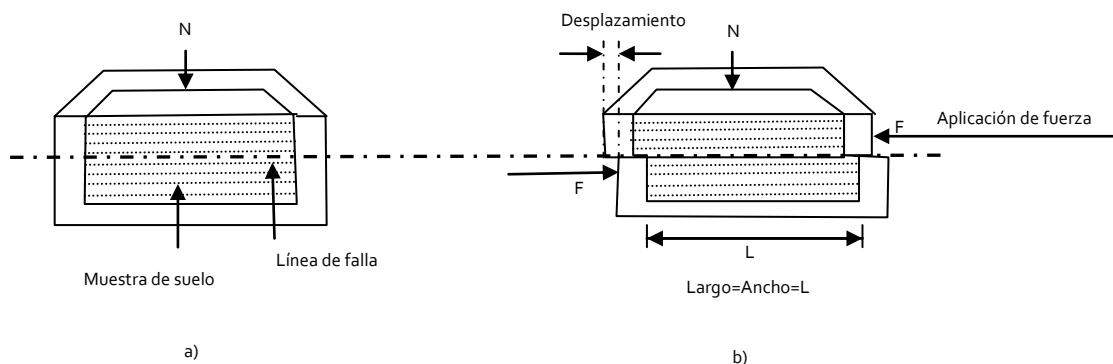 Desplazamiento
N
N
F
Aplicación de fuerza
F
Línea de falla
L
Muestra de suelo
Largo=Ancho=L
a)
b)